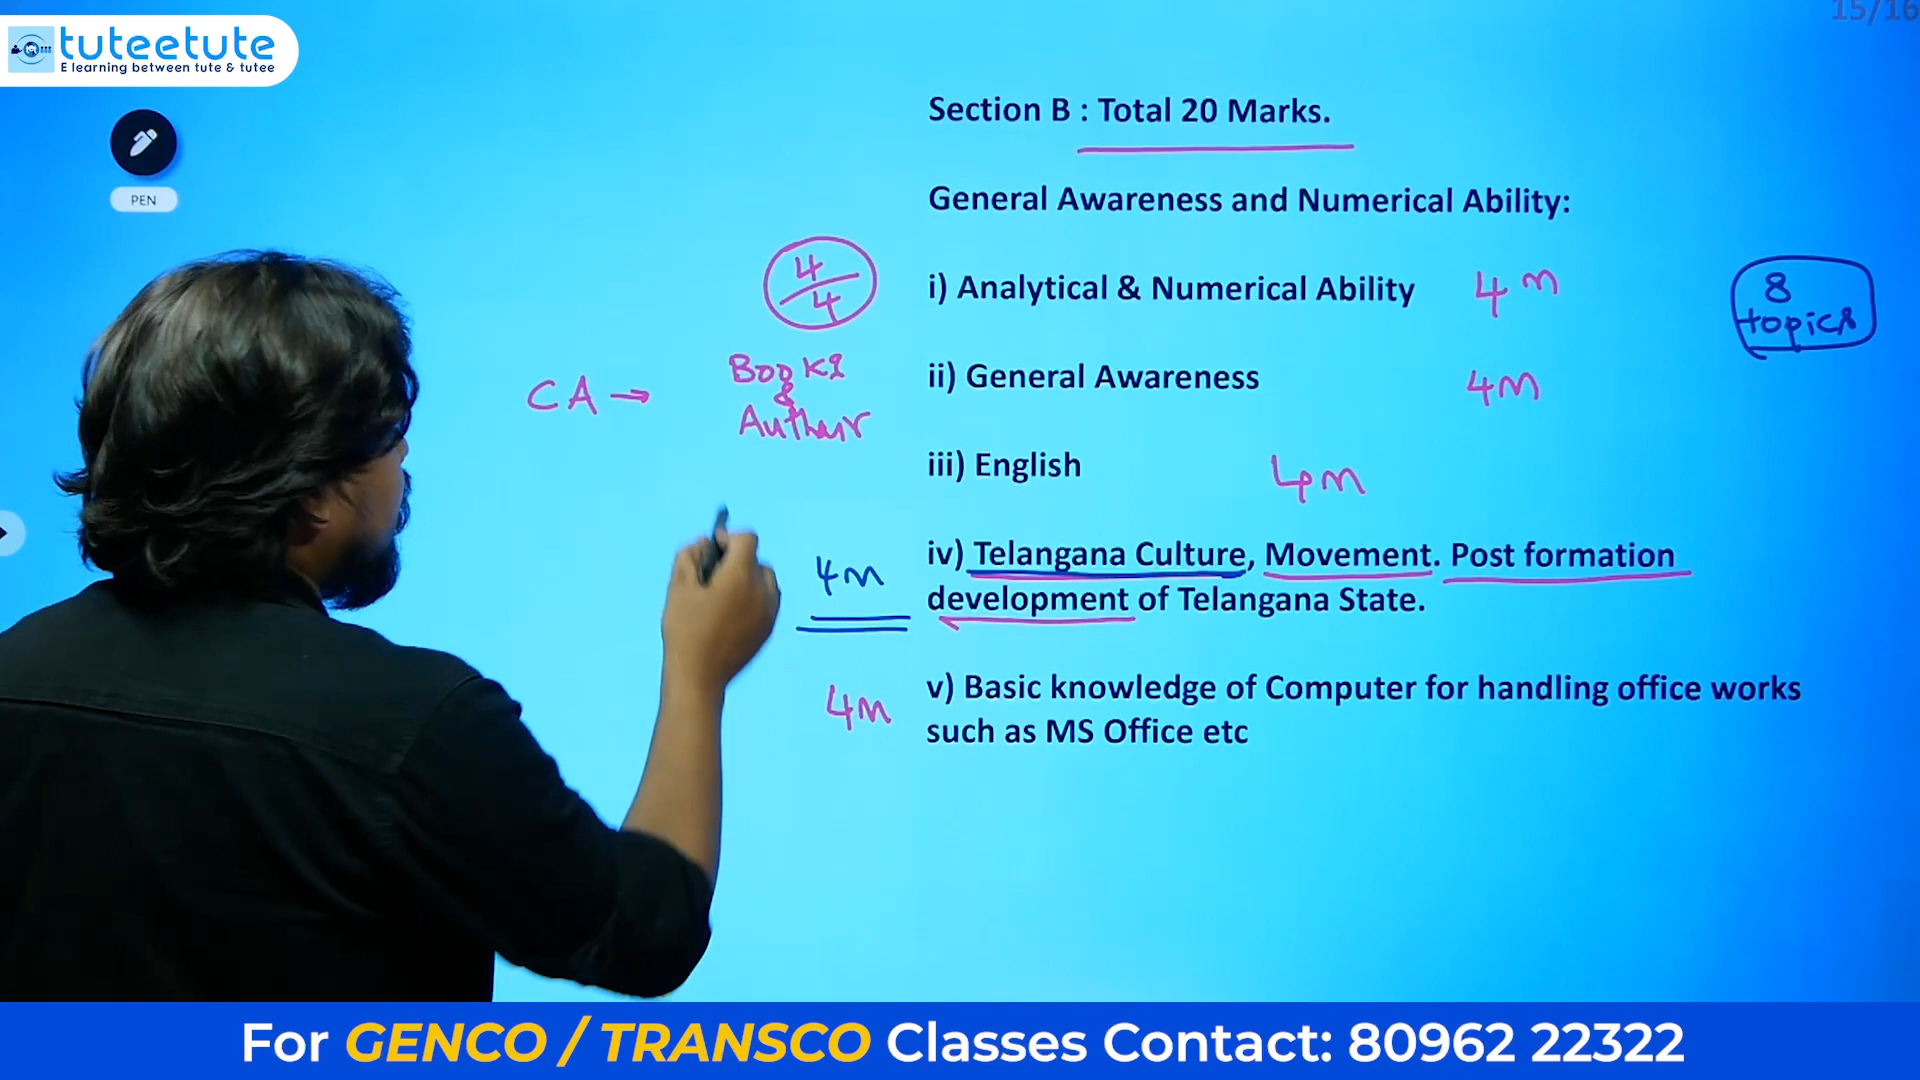 15/16
tuteetute
E learning between tute & tutee
PEN
Section B : Total 20 Marks.
General Awareness and Numerical Ability:
4
4
i) Analytical & Numerical Ability 4 m
8
topics
CA → Books
&
Author
ii) General Awareness 4M
iii) English 4m
4m iv) Telangana Culture, Movement. Post formation
development of Telangana State.
4M v) Basic knowledge of Computer for handling office works
such as MS Office etc
For GENCO / TRANSCO Classes Contact: 80962 22322